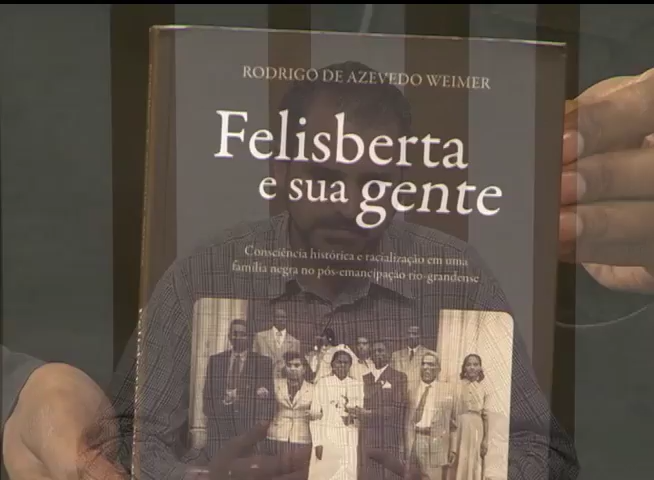 RODRIGO DE AZEVEDO WEIMER
Felisberta
e sua gente
Consciência histórica e racialização em uma
família negra no pós-emancipação rio-grandense